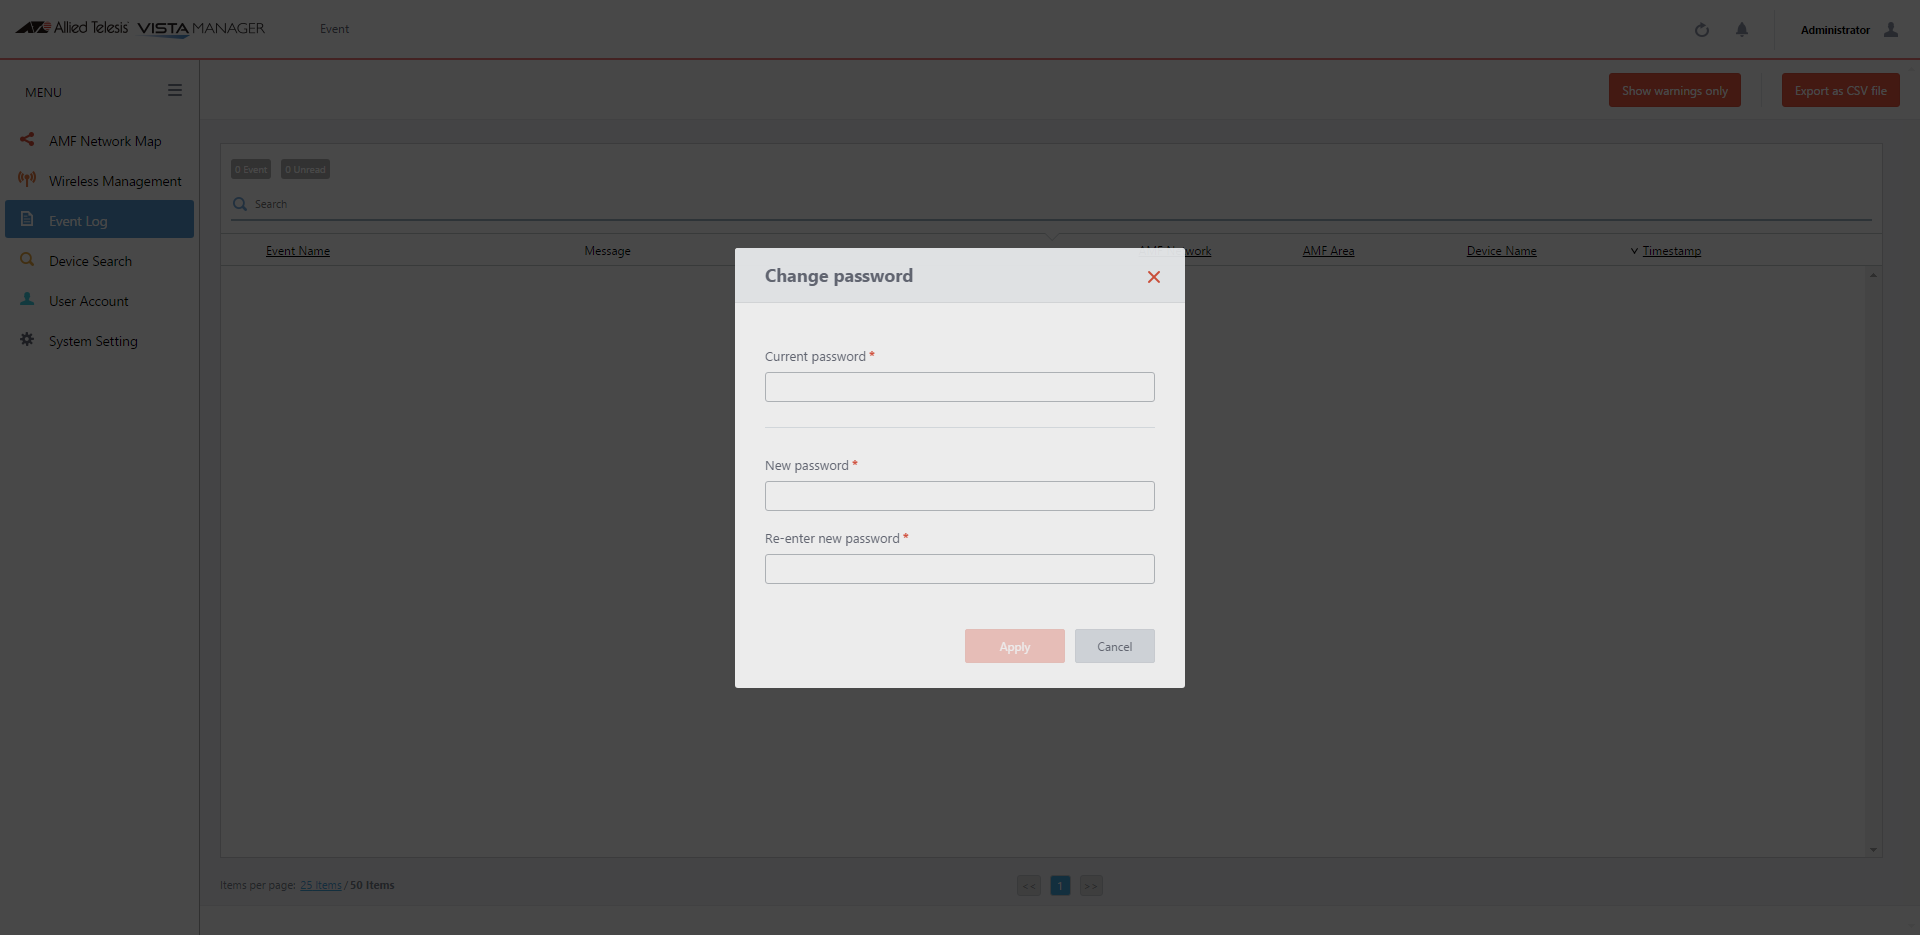 Allied Telesis VISTA MANAGER Event Administrator
MENU
Show warnings only Export as CSV file
AMF Network Map
Wireless Management
Event Log
Device Search
User Account
System Setting
0 Event 0 Unread
Search
Event Name Message AMF Network AMF Area Device Name Timestamp
Change password
Current password *
New password *
Re-enter new password *
Apply Cancel
Items per page: 25 Items / 50 Items << 1 >>